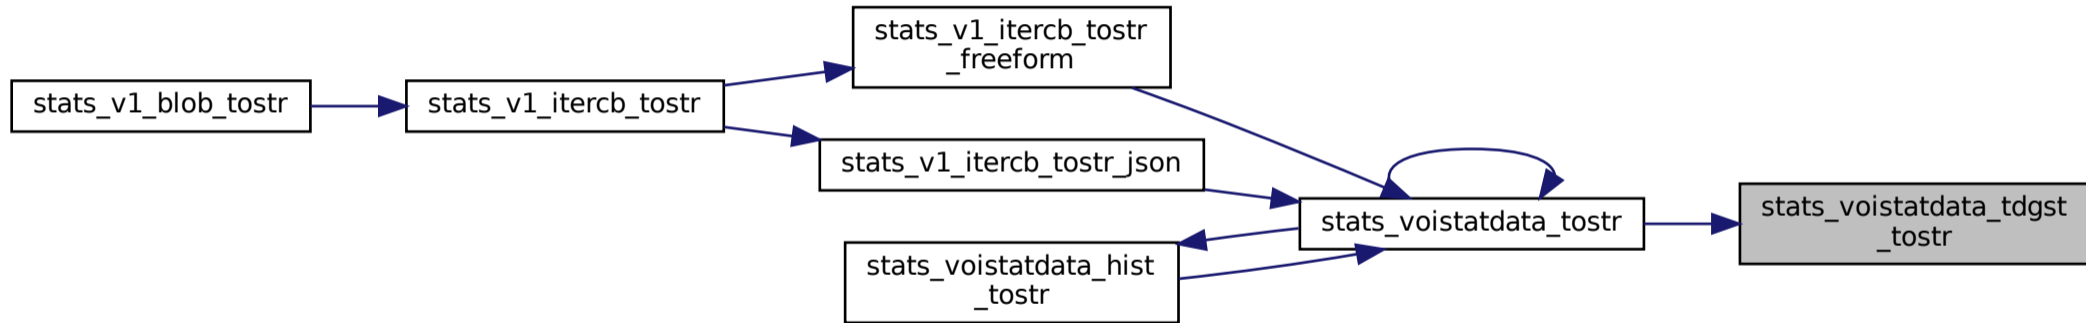 stats_v1_blob_tostr
stats_v1_itercb_tostr
stats_v1_itercb_tostr
_freeform
stats_v1_itercb_tostr_json
stats_voistatdata_hist
_tostr
stats_voistatdata_tostr
stats_voistatdata_tdgst
_tostr